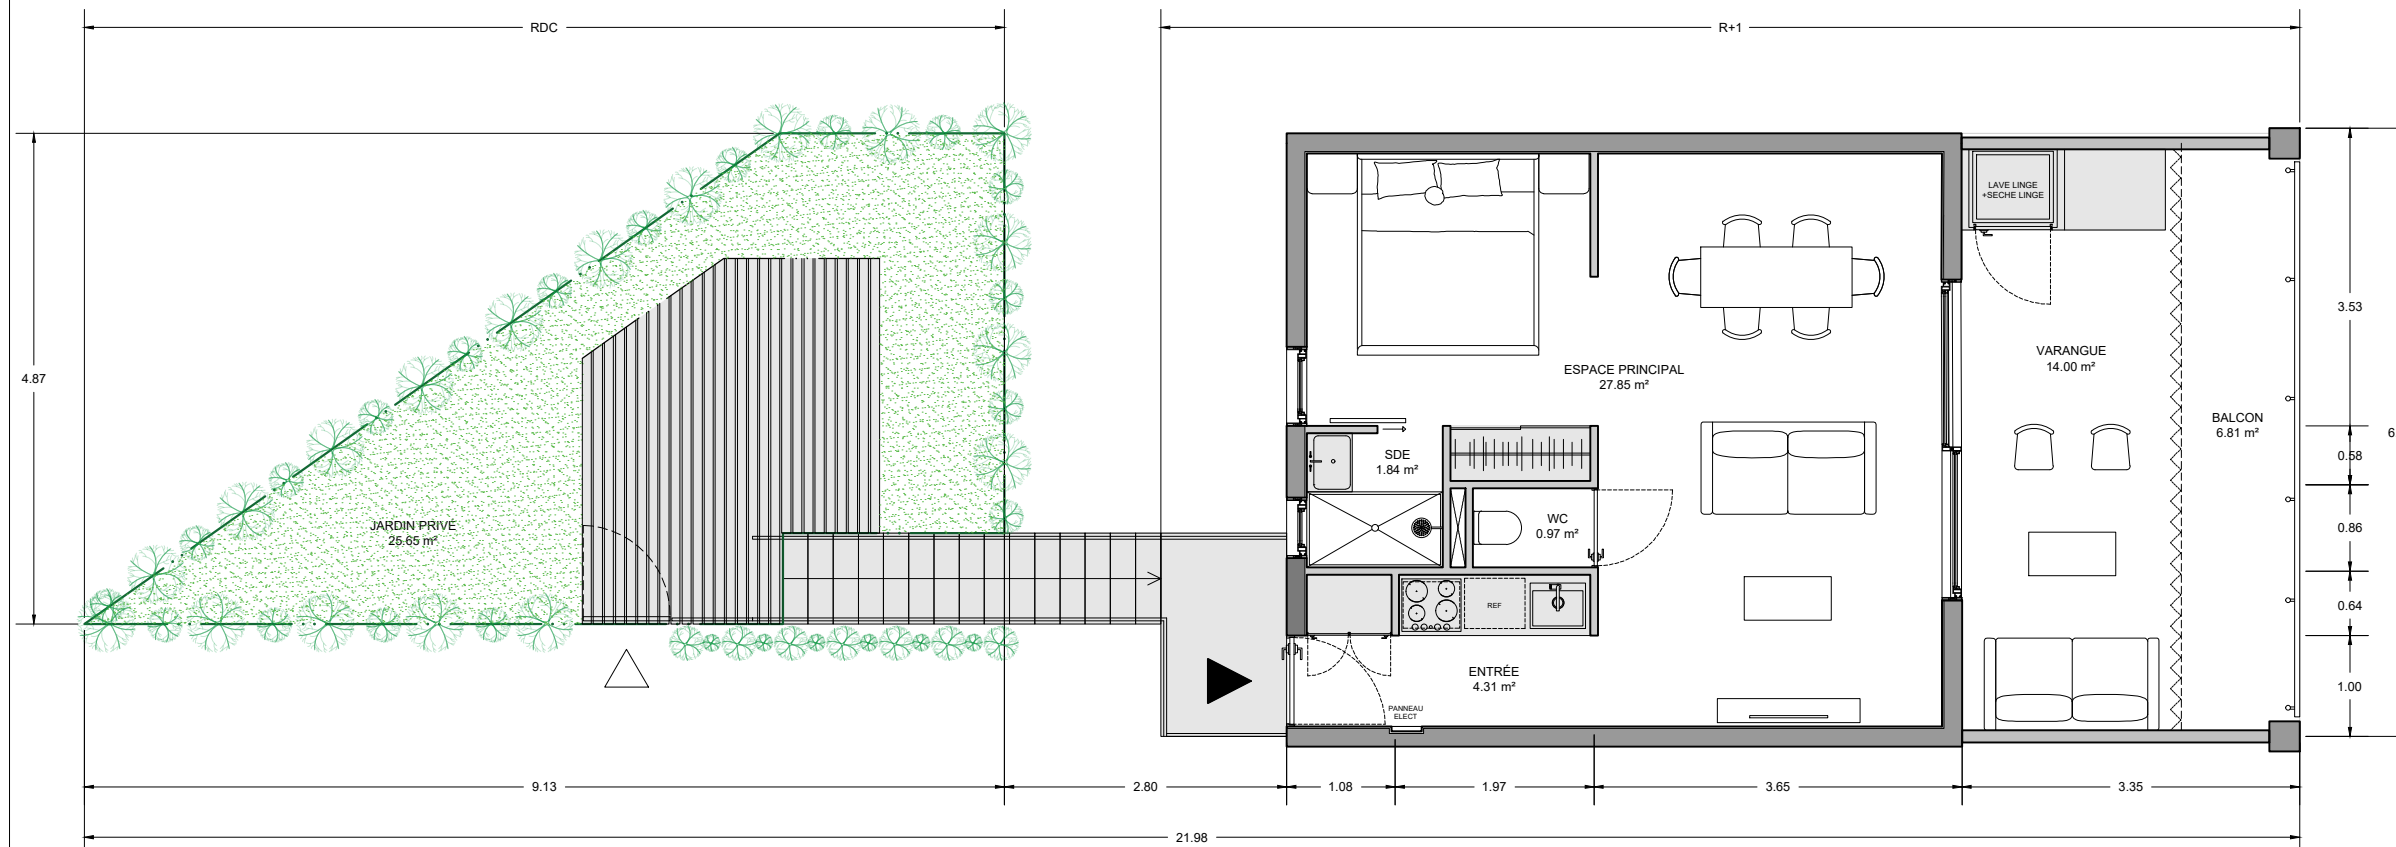 RDC
R+1
LAVE LINGE
+SECHE LINGE
4.87
3.53
VARANGUE
14.00 m²
ESPACE PRINCIPAL
27.85 m²
BALCON
6.81 m²
6
SDE
1.84 m²
0.58
JARDIN PRIVÉ
25.65 m²
WC
0.97 m²
0.86
REF
0.64
ENTRÉE
4.31 m²
1.00
PANNEAU
ELECT
9.13
2.80
1.08
1.97
3.65
3.35
21.98